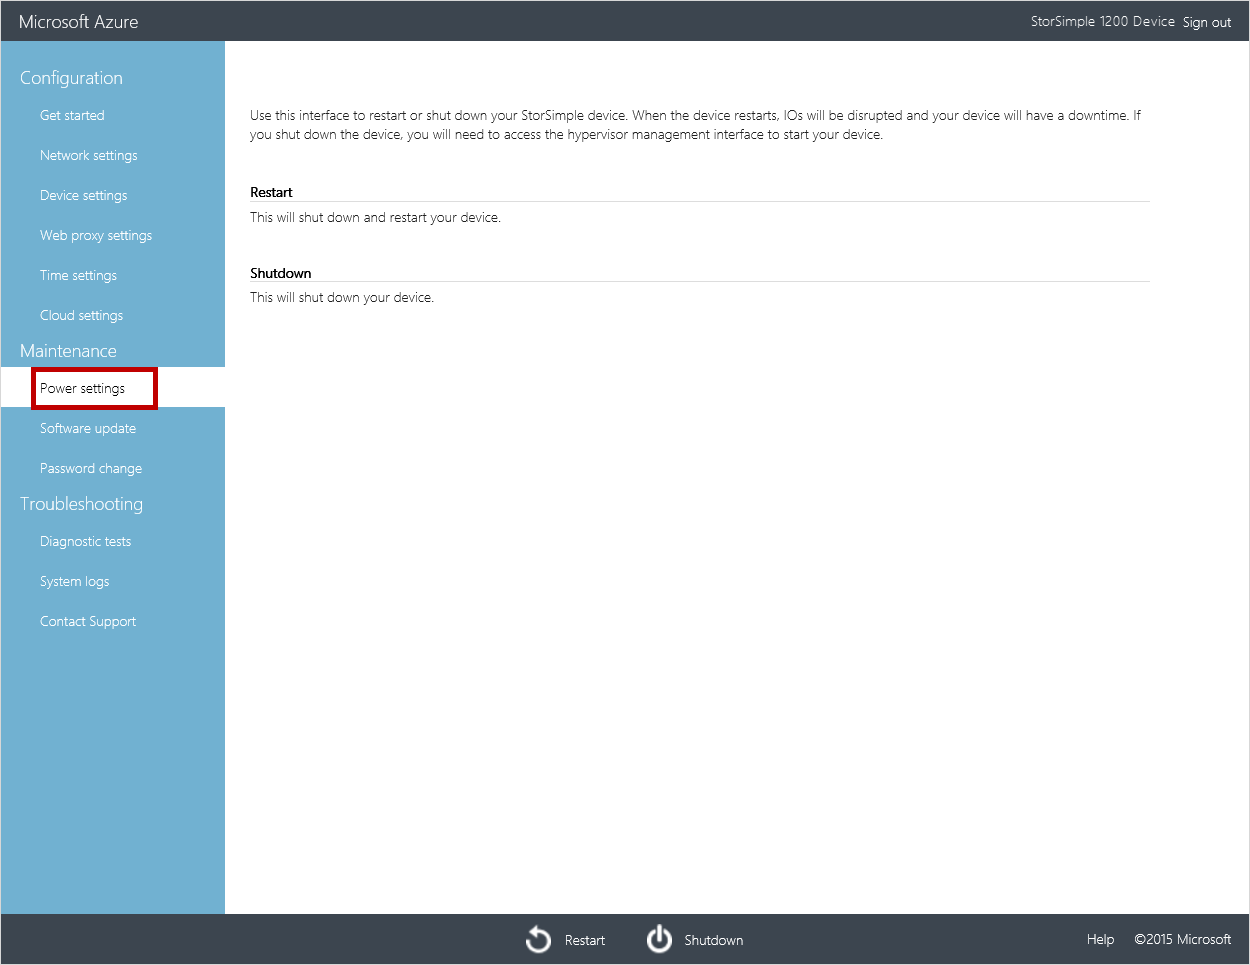 Microsoft Azure
StorSimple 1200 Device Sign out
Configuration
Get started
Network settings
Device settings
Web proxy settings
Time settings
Cloud settings
Maintenance
Power settings
Software update
Password change
Troubleshooting
Diagnostic tests
System logs
Contact Support
Use this interface to restart or shut down your StorSimple device. When the device restarts, IOs will be disrupted and your device will have a downtime. If
you shut down the device, you will need to access the hypervisor management interface to start your device.
Restart
This will shut down and restart your device.
Shutdown
This will shut down your device.
Restart
Shutdown
Help ©2015 Microsoft